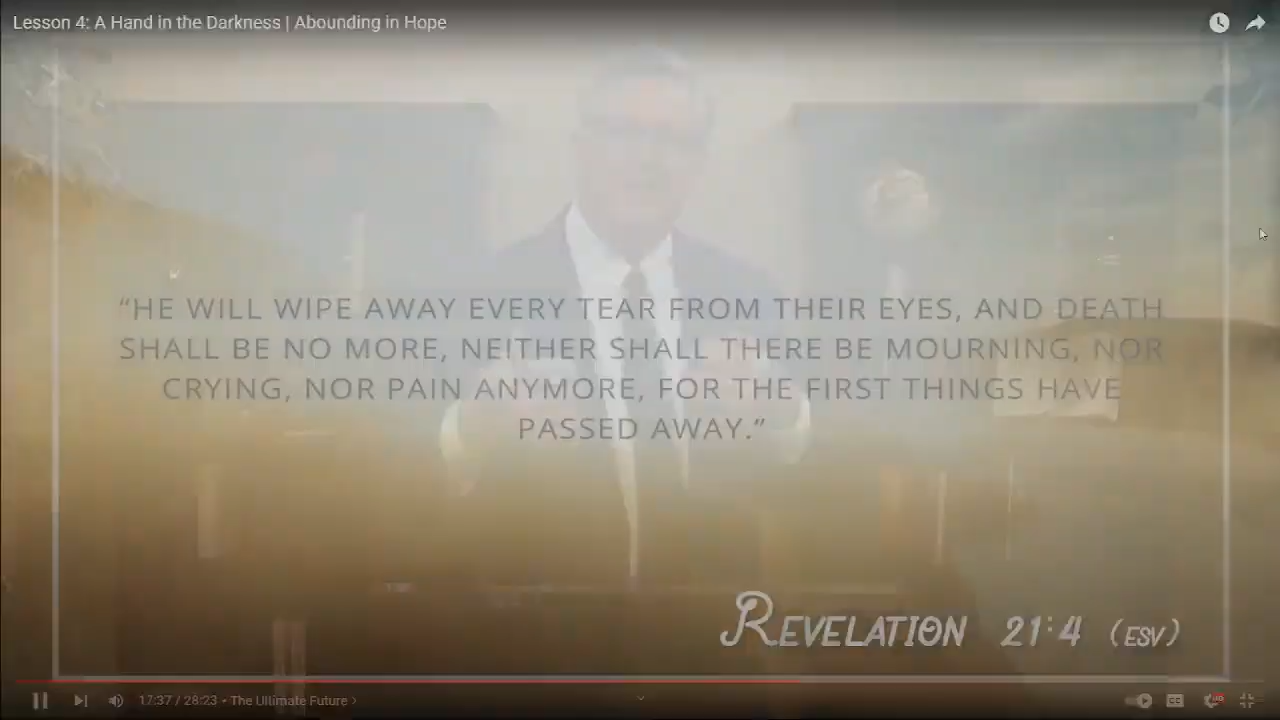 Lesson 4: A Hand in the Darkness | Abounding in Hope
“HE WILL WIPE AWAY EVERY TEAR FROM THEIR EYES, AND DEATH
SHALL BE NO MORE, NEITHER SHALL THERE BE MOURNING, NOR
CRYING, NOR PAIN ANYMORE, FOR THE FIRST THINGS HAVE
PASSED AWAY.”
REVELATION 21:4 (ESV)
17:37 / 28:23 • The Ultimate Future ›
CC
HD